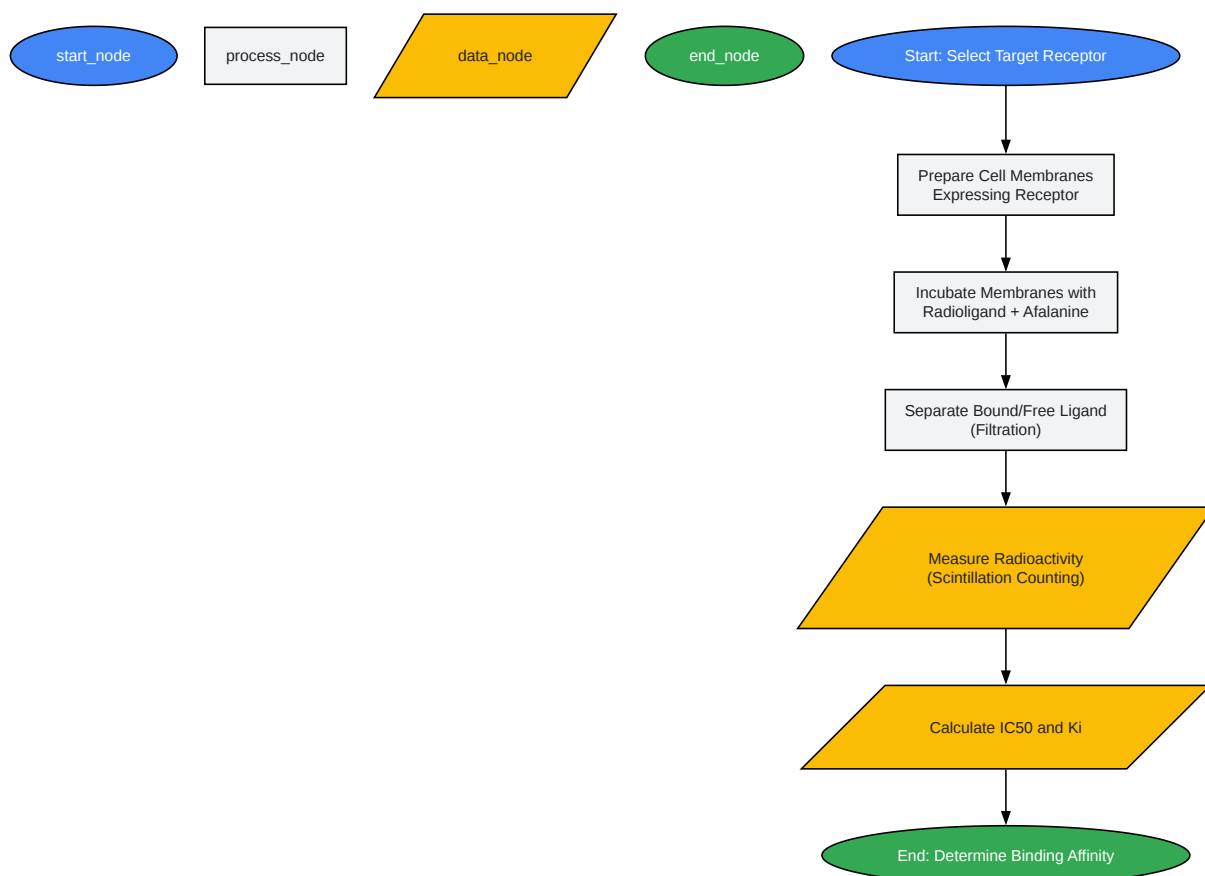 start_node
process_node
data_node
end_node
Start: Select Target Receptor
Prepare Cell Membranes
Expressing Receptor
Incubate Membranes with
Radioligand + Afalanine
Separate Bound/Free Ligand
(Filtration)
Measure Radioactivity
(Scintillation Counting)
Calculate IC50 and Ki
End: Determine Binding Affinity